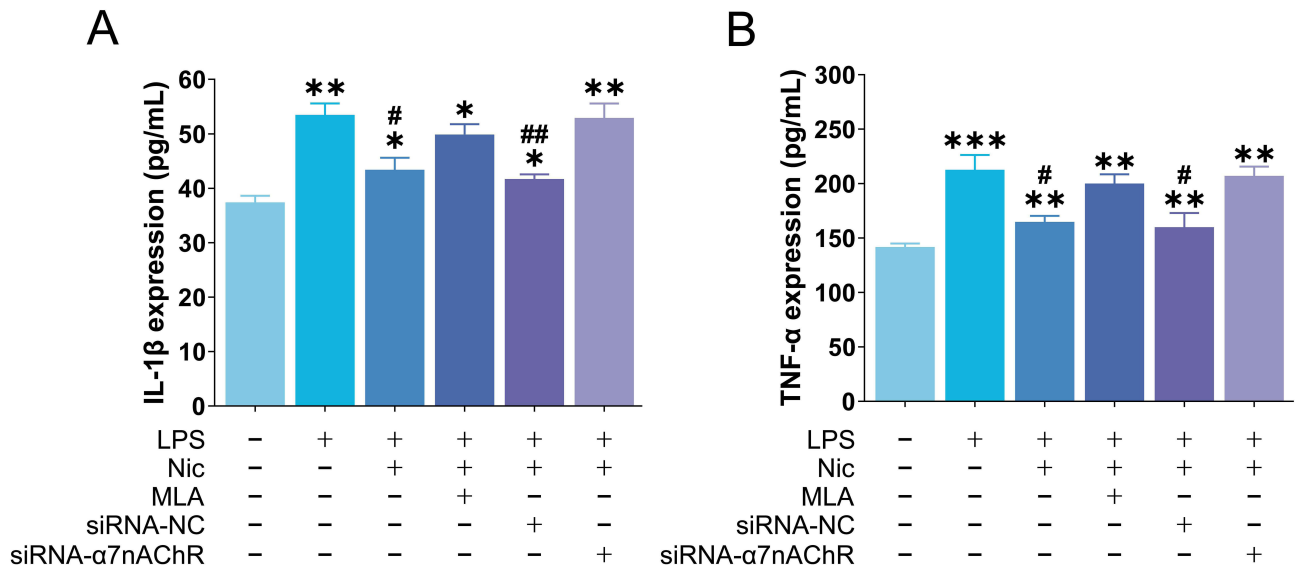 A
IL-1β expression (pg/mL)
60
50
40
30
20
10
0
**
#
*
*
##
*
**
LPS − + + + + +
Nic − − + + + +
MLA − − − + − −
siRNA-NC − − − − + −
siRNA-α7nAChR − − − − − +
B
TNF-α expression (pg/mL)
300
250
200
150
100
50
0
***
#
**
**
#
**
**
LPS − + + + + +
Nic − − + + + +
MLA − − − + − −
siRNA-NC − − − − + −
siRNA-α7nAChR − − − − − +